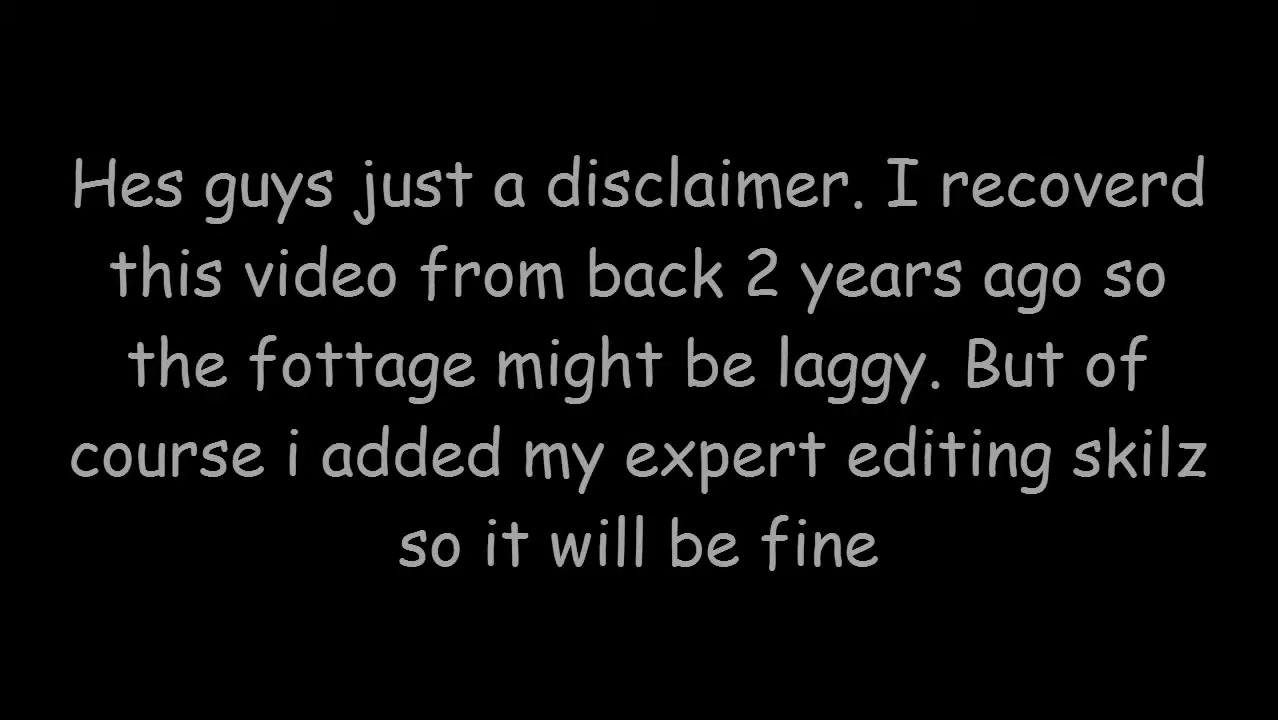 Hes guys just a disclaimer. I recoverd
this video from back 2 years ago so
the fottage might be laggy. But of
course i added my expert editing skilz
so it will be fine